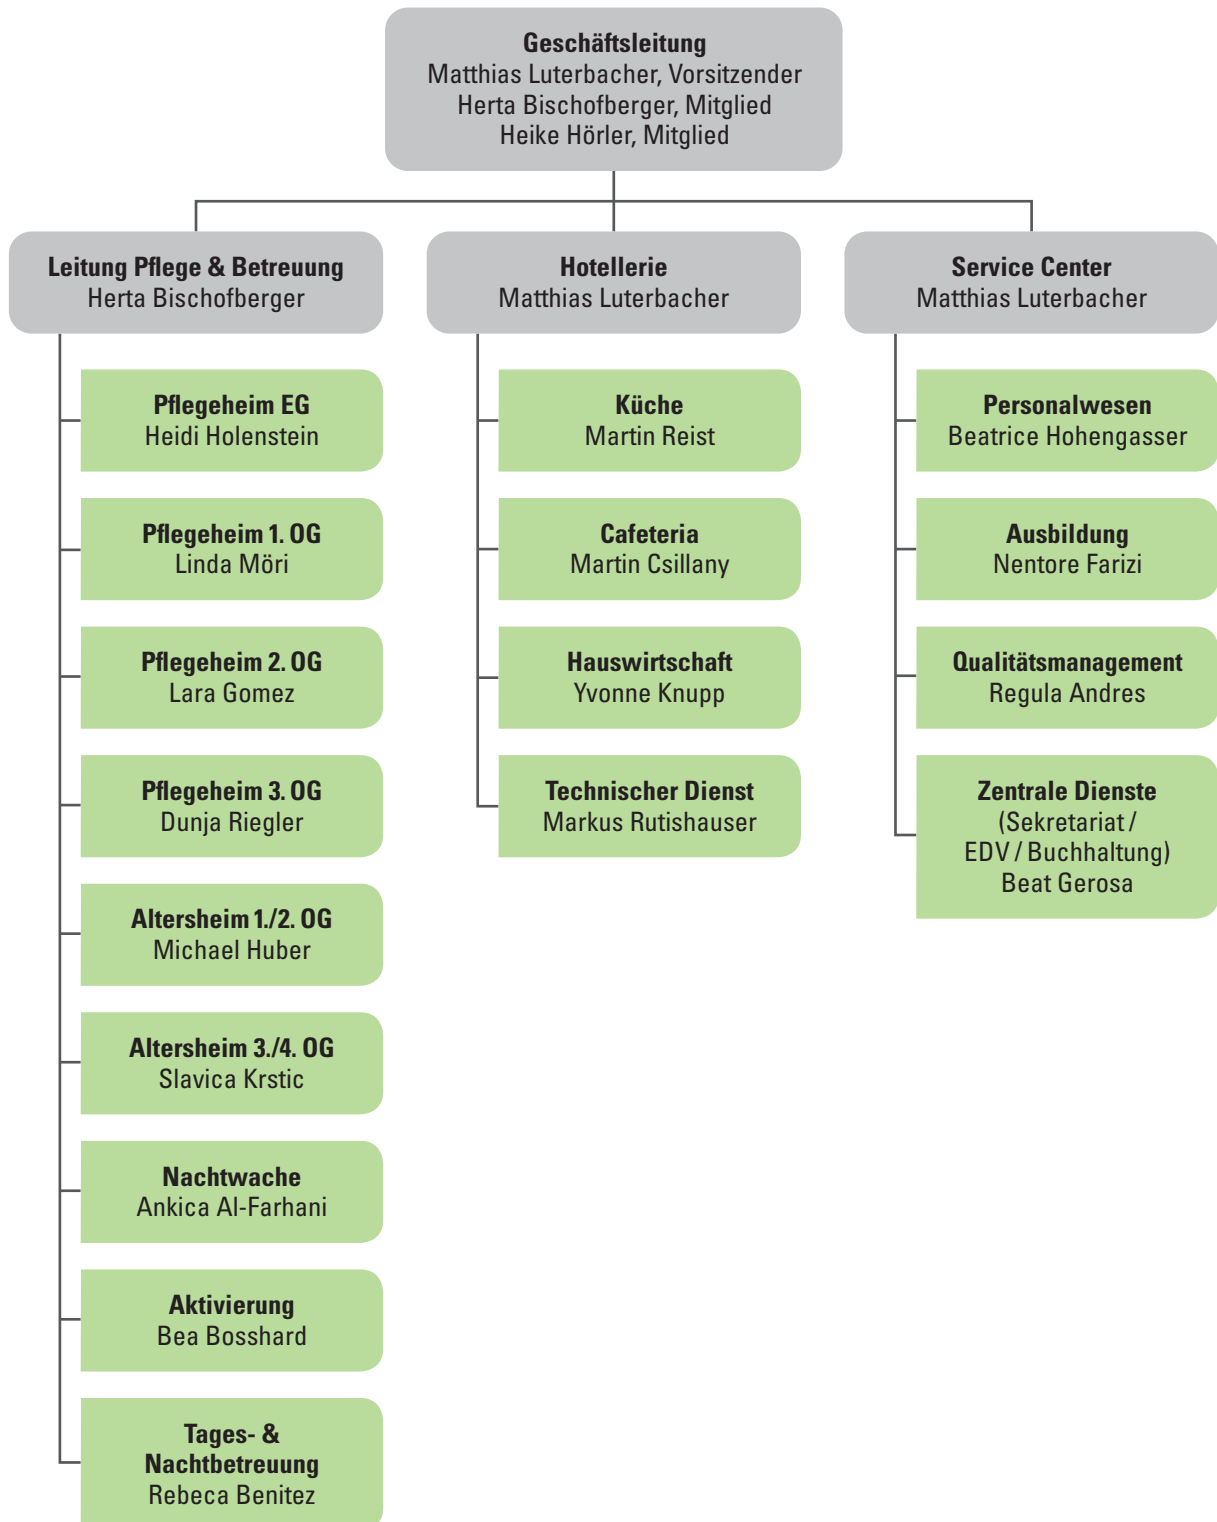 Geschäftsleitung
Matthias Luterbacher, Vorsitzender
Herta Bischofberger, Mitglied
Heike Hörler, Mitglied
Leitung Pflege & Betreuung
Herta Bischofberger
Pflegeheim EG
Heidi Holenstein
Pflegeheim 1. OG
Linda Möri
Pflegeheim 2. OG
Lara Gomez
Pflegeheim 3. OG
Dunja Riegler
Altersheim 1./2. OG
Michael Huber
Altersheim 3./4. OG
Slavica Krstic
Nachtwache
Ankica Al-Farhani
Aktivierung
Bea Bosshard
Tages- &
Nachtbetreuung
Rebeca Benitez
Hotellerie
Matthias Luterbacher
Küche
Martin Reist
Cafeteria
Martin Csillany
Hauswirtschaft
Yvonne Knupp
Technischer Dienst
Markus Rutishauser
Service Center
Matthias Luterbacher
Personalwesen
Beatrice Hohengasser
Ausbildung
Nentore Farizi
Qualitätsmanagement
Regula Andres
Zentrale Dienste
(Sekretariat /
EDV / Buchhaltung)
Beat Gerosa